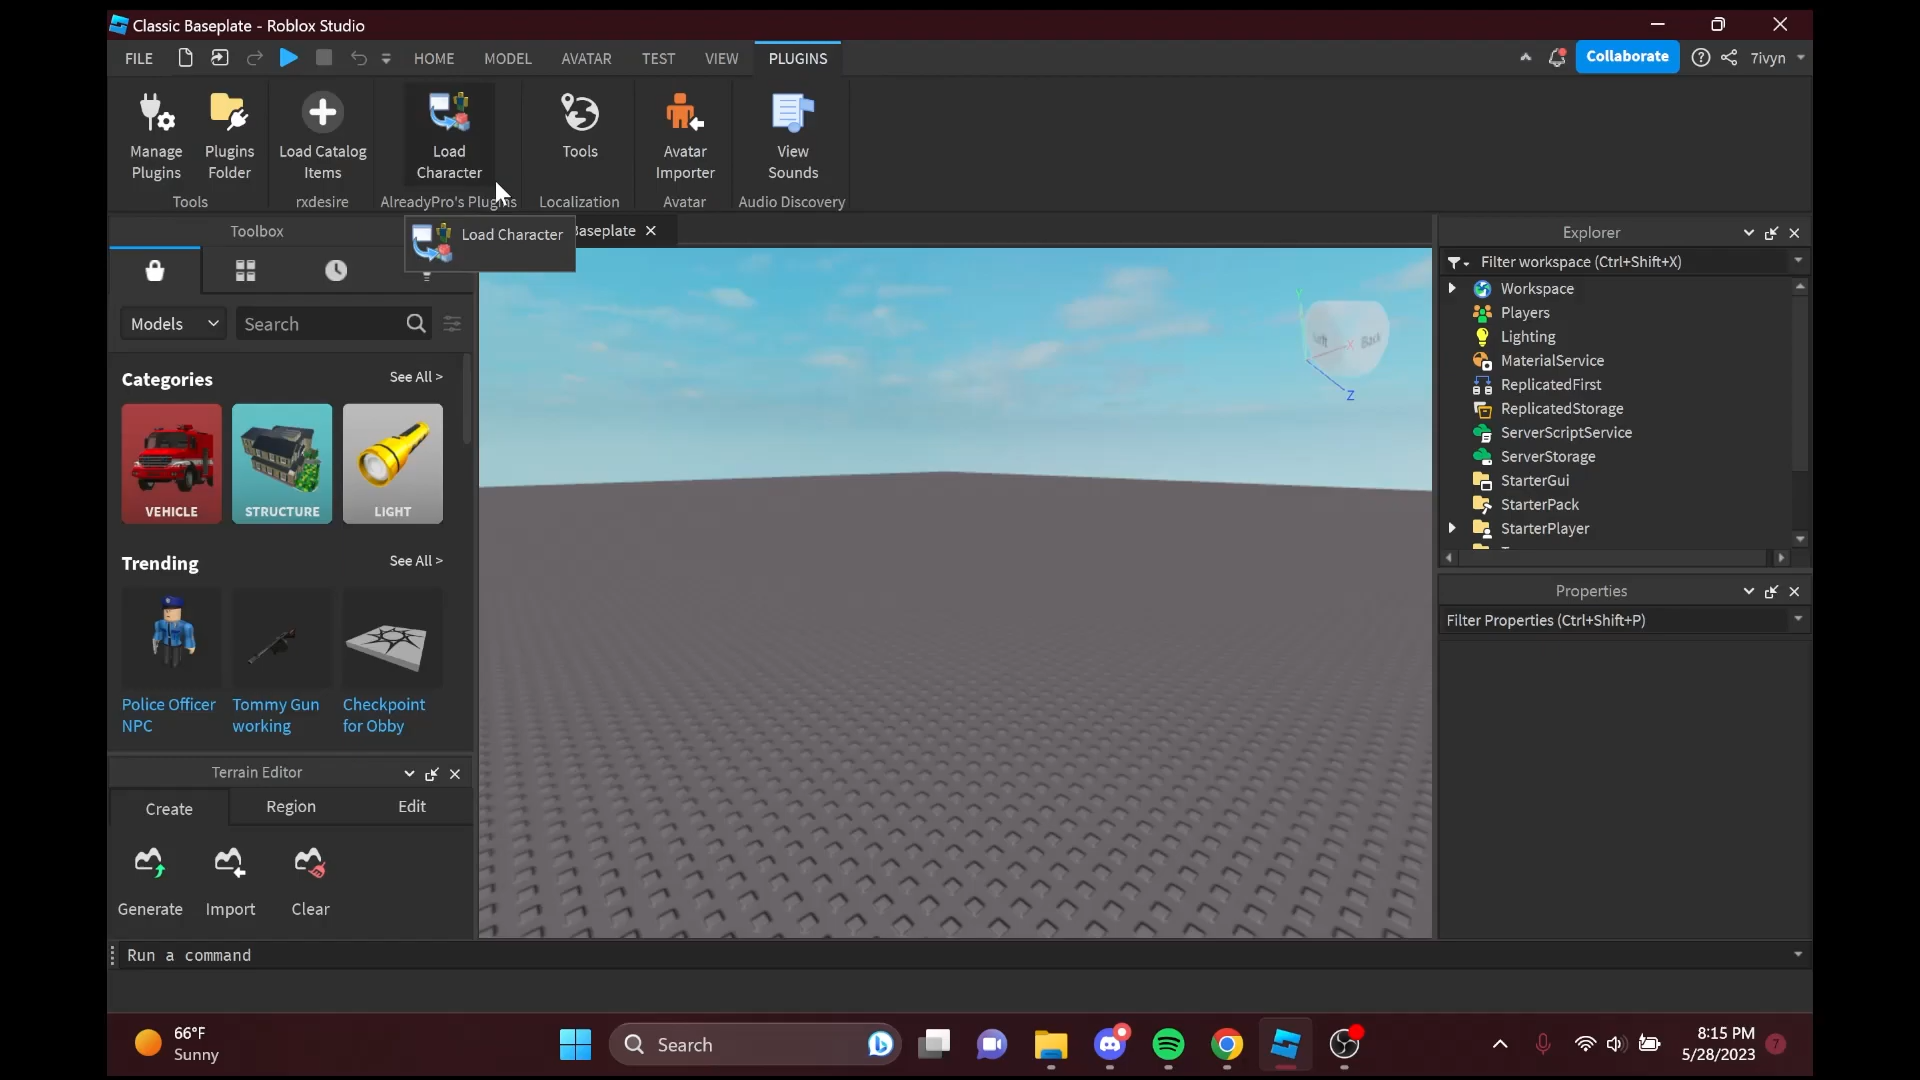 Classic Baseplate - Roblox Studio
FILE
HOME
MODEL
AVATAR
TEST
VIEW
PLUGINS
Collaborate
7ivyn
Manage
Plugins
Plugins
Folder
Load Catalog
Items
Load
Character
Tools
Avatar
Importer
View
Sounds
Tools
rxdesire
AlreadyPro's Plugins
Localization
Avatar
Audio Discovery
Load Character
Toolbox
Baseplate
Models
Search
Categories
See All >
VEHICLE
STRUCTURE
LIGHT
Trending
See All >
Police Officer
NPC
Tommy Gun
working
Checkpoint
for Obby
Terrain Editor
Create
Region
Edit
Generate
Import
Clear
Y
X
Back
Z
Explorer
Filter workspace (Ctrl+Shift+X)
Workspace
Players
Lighting
MaterialService
ReplicatedFirst
ReplicatedStorage
ServerScriptService
ServerStorage
StarterGui
StarterPack
StarterPlayer
Properties
Filter Properties (Ctrl+Shift+P)
Run a command
66°F
Sunny
Search
8:15 PM
5/28/2023
7